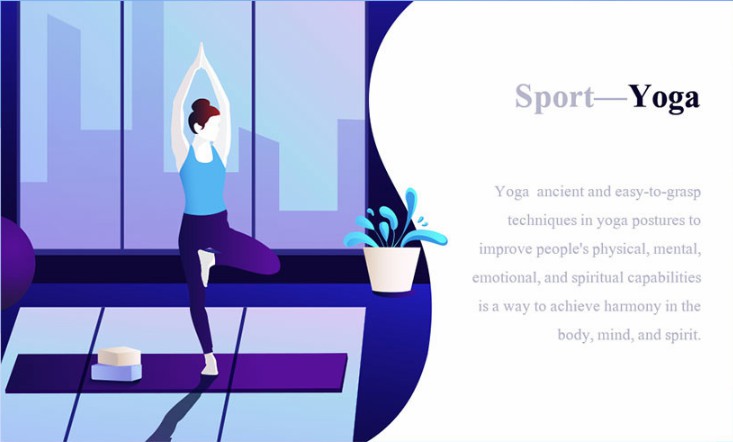 Sport—Yoga
Yoga  ancient and easy-to-grasp
techniques in yoga postures to
improve people's physical, mental,
emotional, and spiritual capabilities
is a way to achieve harmony in the
body, mind, and spirit.